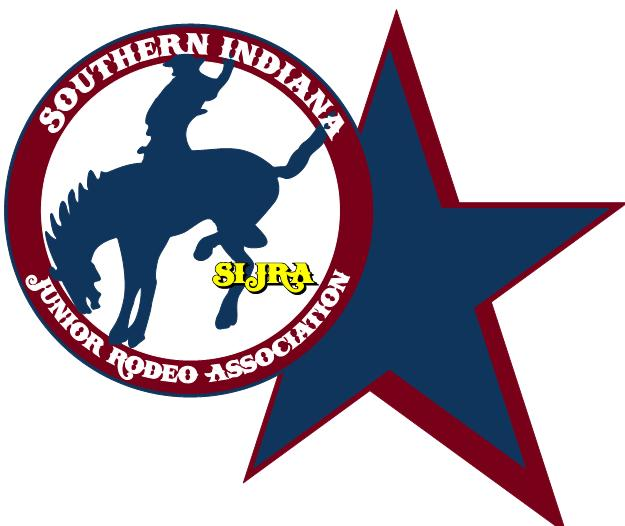 SOUTHERN INDIANA
SIJRA
JUNIOR RODEO ASSOCIATION